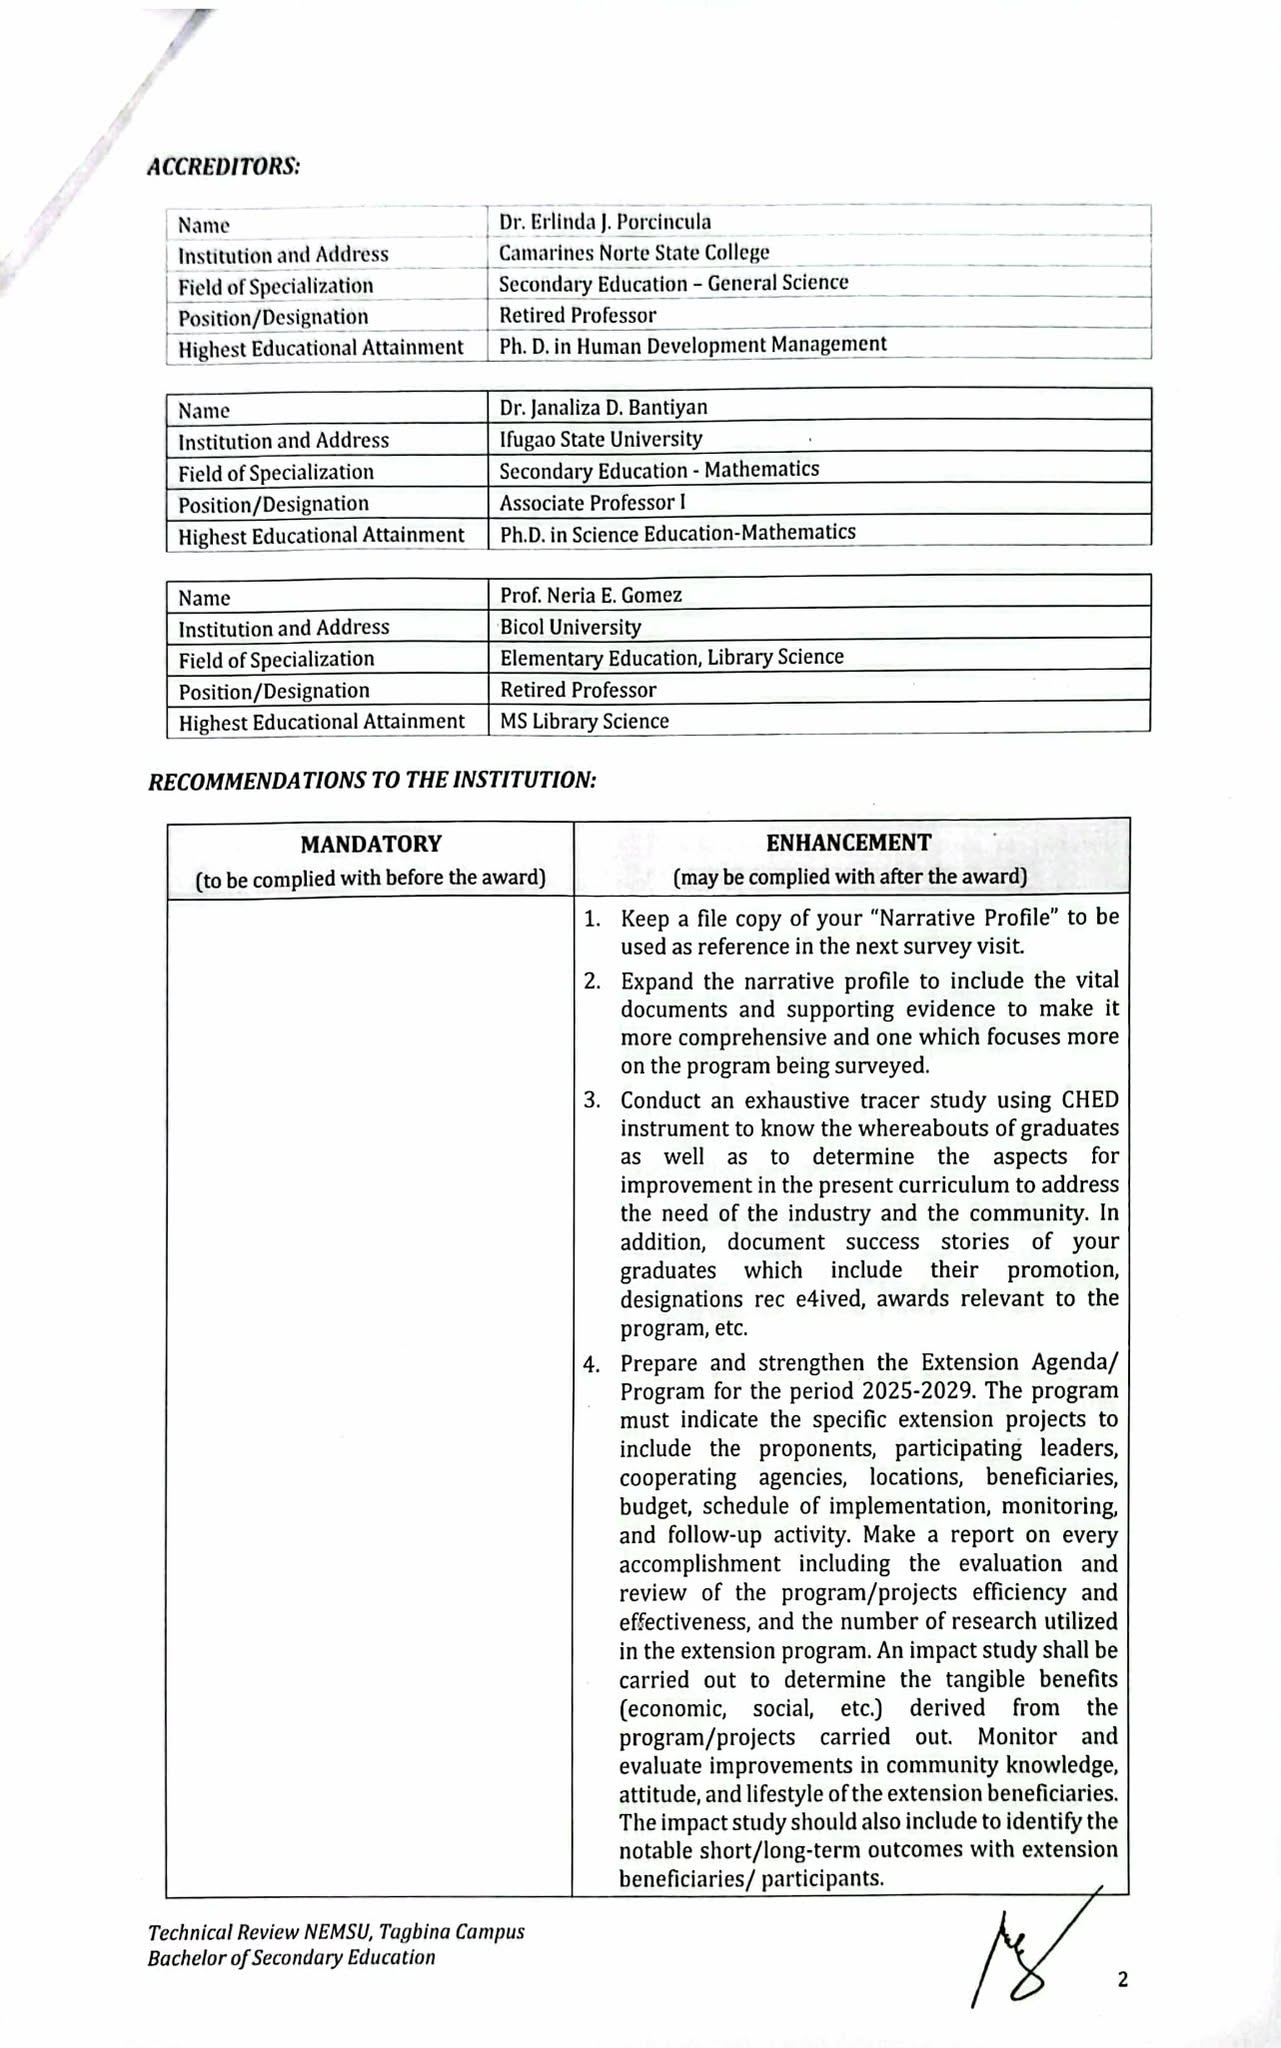 ACCREDITORS:
Name Dr. Erlinda J. Porcincula
Institution and Address Camarines Norte State College
Field of Specialization Secondary Education – General Science
Position/Designation Retired Professor
Highest Educational Attainment Ph. D. in Human Development Management
Name Dr. Janaliza D. Bantiyan
Institution and Address Ifugao State University
Field of Specialization Secondary Education - Mathematics
Position/Designation Associate Professor I
Highest Educational Attainment Ph.D. in Science Education-Mathematics
Name Prof. Neria E. Gomez
Institution and Address Bicol University
Field of Specialization Elementary Education, Library Science
Position/Designation Retired Professor
Highest Educational Attainment MS Library Science
RECOMMENDATIONS TO THE INSTITUTION:
MANDATORY
(to be complied with before the award)
ENHANCEMENT
(may be complied with after the award)
1. Keep a file copy of your "Narrative Profile" to be
used as reference in the next survey visit.
2. Expand the narrative profile to include the vital
documents and supporting evidence to make it
more comprehensive and one which focuses more
on the program being surveyed.
3. Conduct an exhaustive tracer study using CHED
instrument to know the whereabouts of graduates
as well as to determine the aspects for
improvement in the present curriculum to address
the need of the industry and the community. In
addition, document success stories of your
graduates which include their promotion,
designations rec e4ived, awards relevant to the
program, etc.
4. Prepare and strengthen the Extension Agenda/
Program for the period 2025-2029. The program
must indicate the specific extension projects to
include the proponents, participating leaders,
cooperating agencies, locations, beneficiaries,
budget, schedule of implementation, monitoring,
and follow-up activity. Make a report on every
accomplishment including the evaluation and
review of the program/projects efficiency and
effectiveness, and the number of research utilized
in the extension program. An impact study shall be
carried out to determine the tangible benefits
(economic, social, etc.) derived from the
program/projects carried out. Monitor and
evaluate improvements in community knowledge,
attitude, and lifestyle of the extension beneficiaries.
The impact study should also include to identify the
notable short/long-term outcomes with extension
beneficiaries/ participants.
Technical Review NEMSU, Tagbina Campus
Bachelor of Secondary Education
2